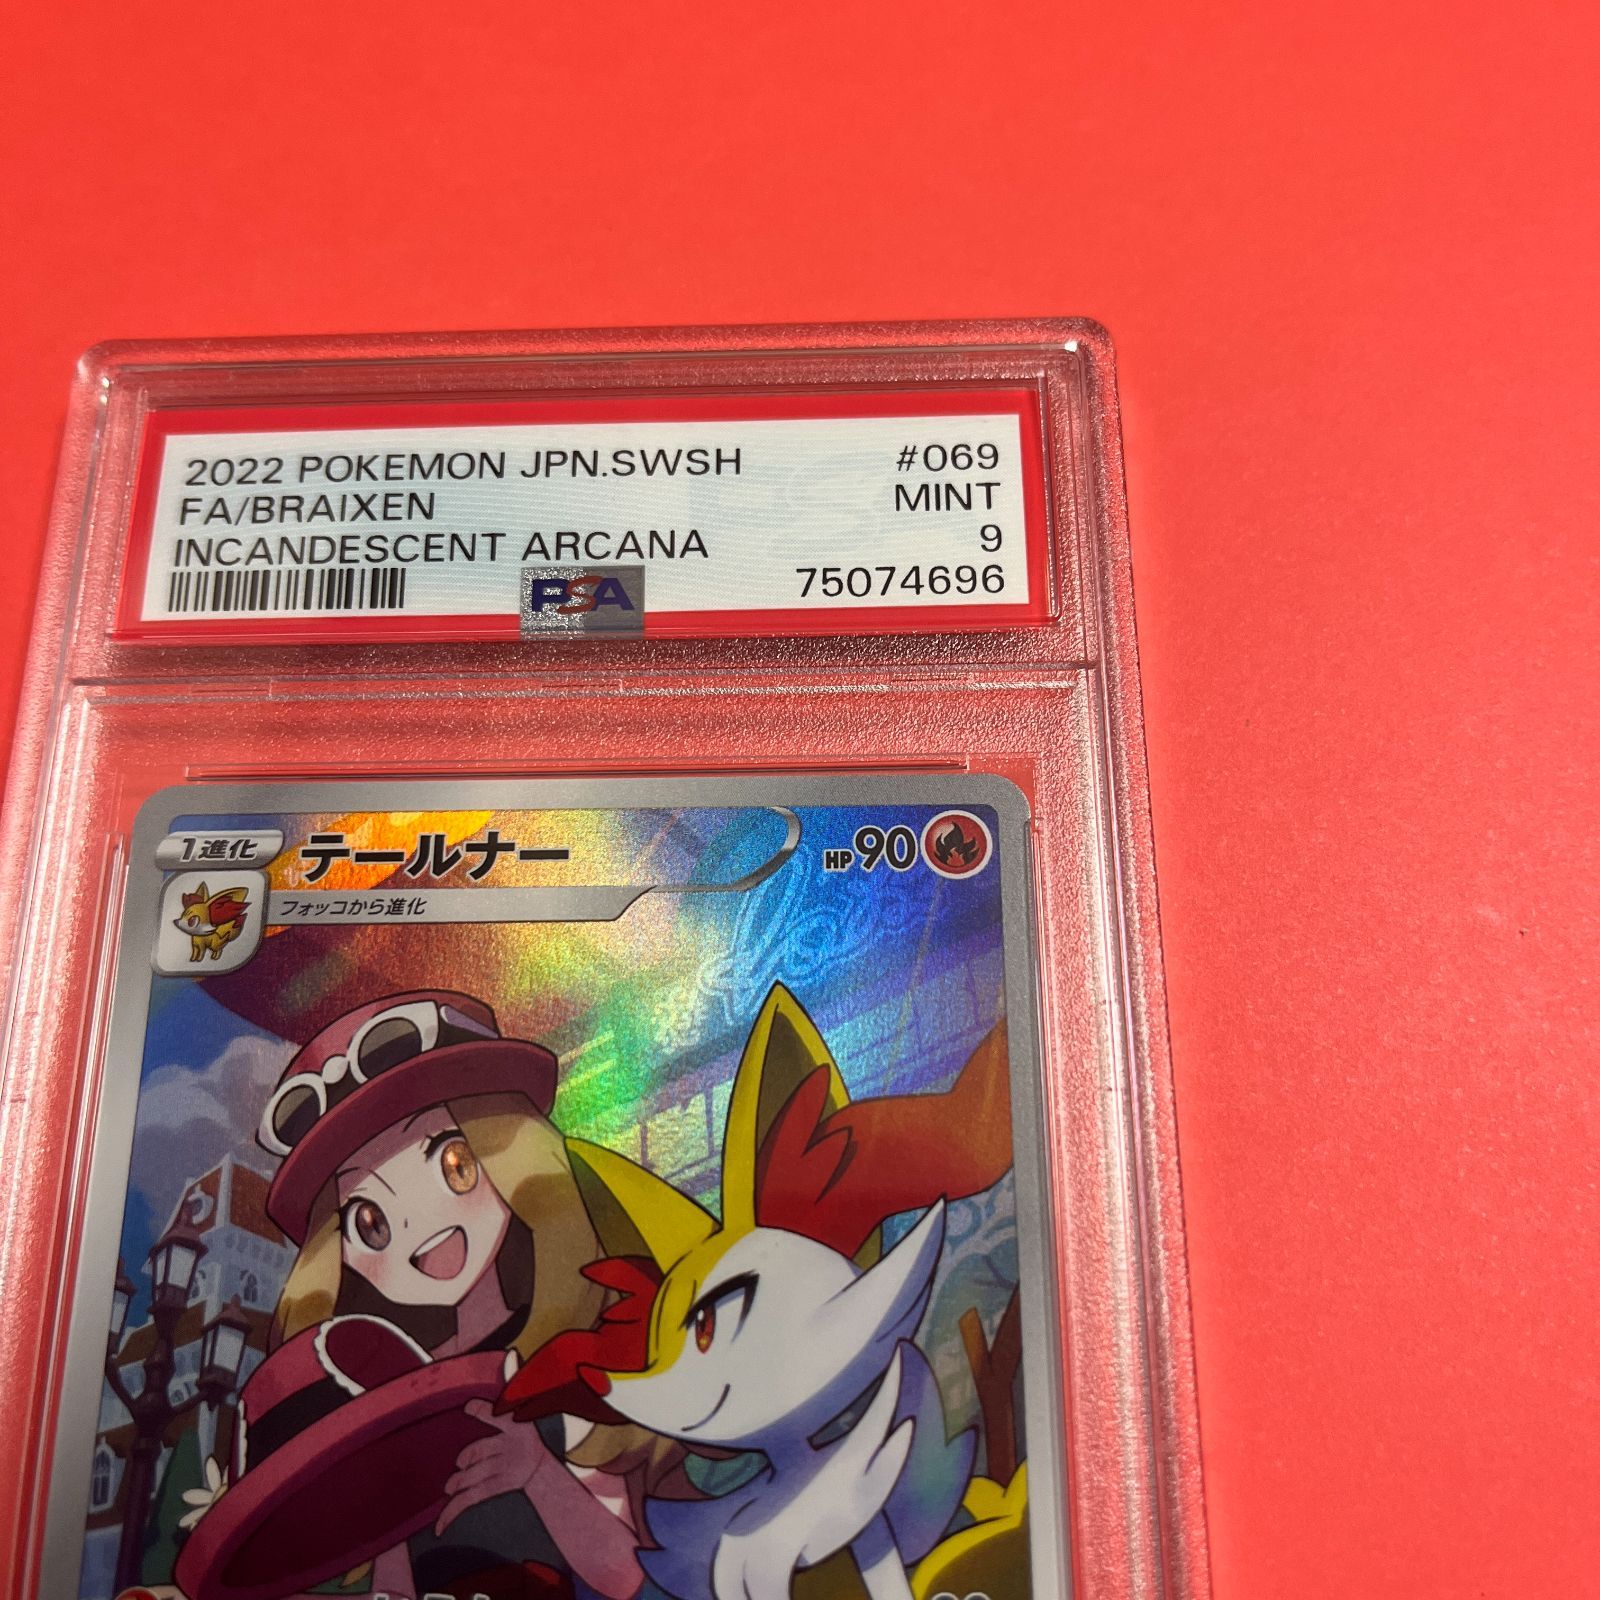 2022 POKEMON JPN.SWSH #069
FA/BRAIXEN MINT
INCANDESCENT ARCANA 9
PSA 75074696
1進化 テールナー HP90
フォッコから進化